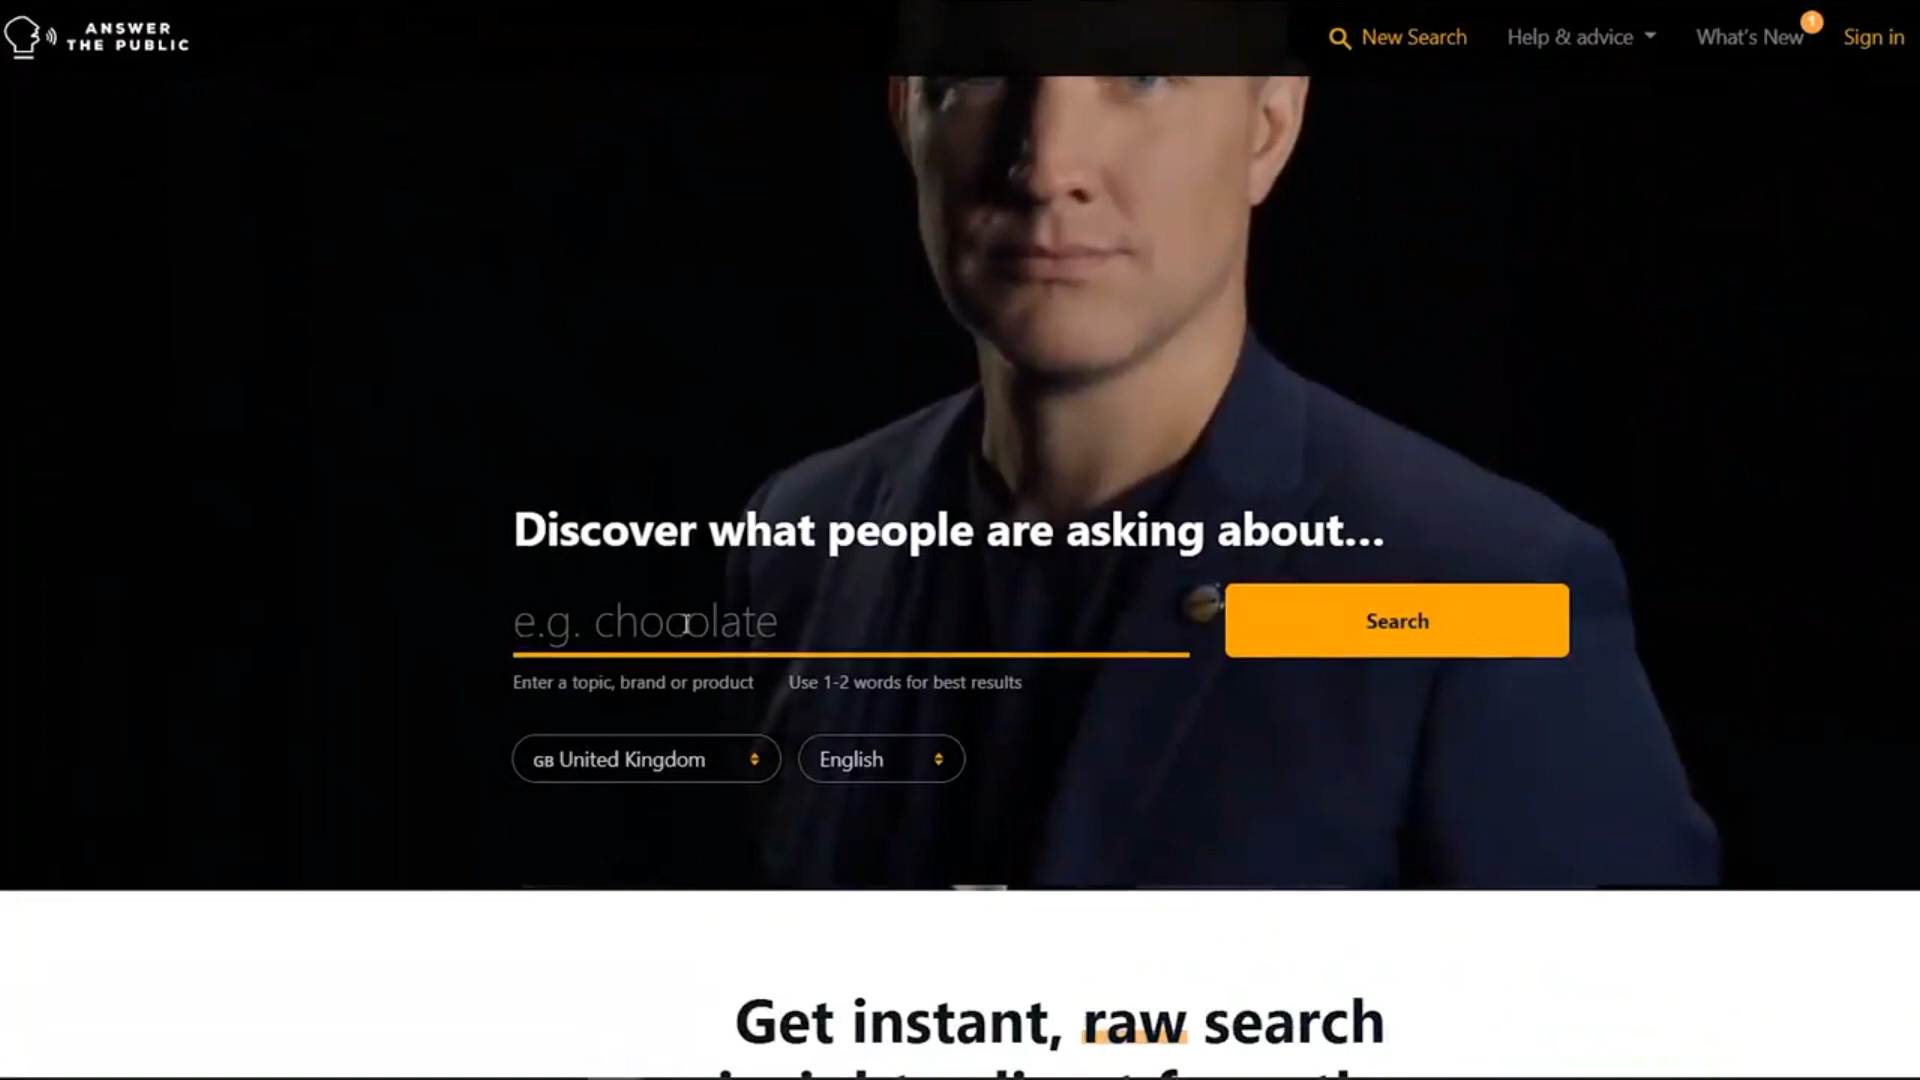 ANSWER
THE PUBLIC
New Search
Help & advice
What's New
1
Sign in
Discover what people are asking about...
e.g. chocolate
Search
Enter a topic, brand or product
Use 1-2 words for best results
GB United Kingdom
English
Get instant, raw search